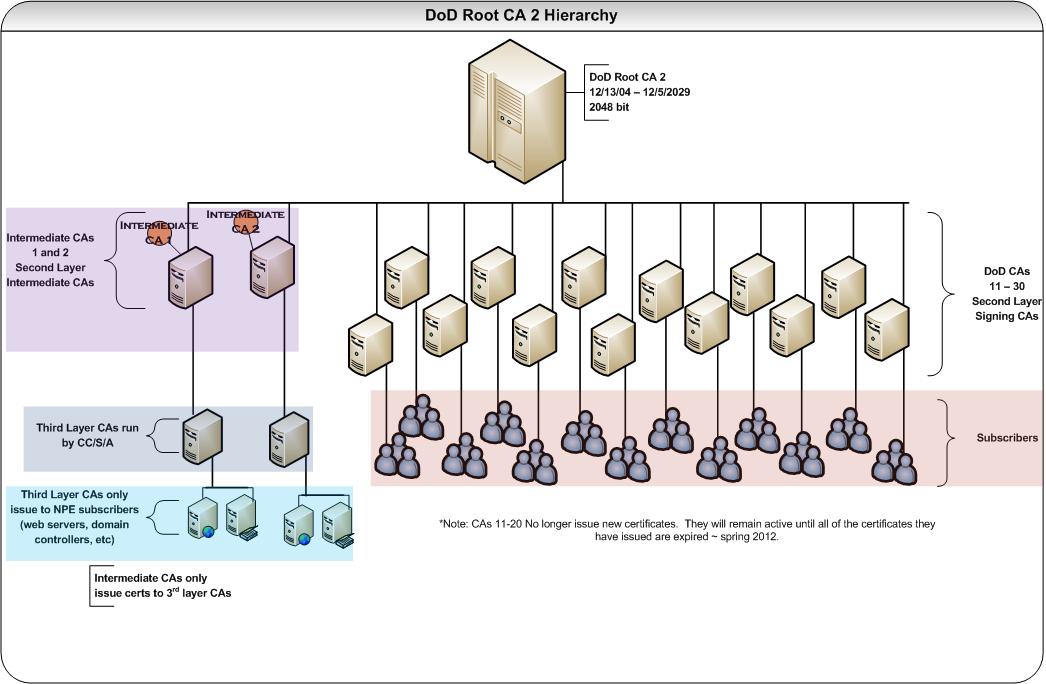 DoD Root CA 2 Hierarchy
DoD Root CA 2
12/13/04 – 12/5/2029
2048 bit
Intermediate CAs
1 and 2
Second Layer
Intermediate CAs
Intermediate
CA 1
Intermediate
CA 2
DoD CAs
11 – 30
Second Layer
Signing CAs
Third Layer CAs run
by CC/S/A
Subscribers
Third Layer CAs only
issue to NPE subscribers
(web servers, domain
controllers, etc)
*Note: CAs 11-20 No longer issue new certificates. They will remain active until all of the certificates they
have issued are expired ~ spring 2012.
Intermediate CAs only
issue certs to 3rd layer CAs